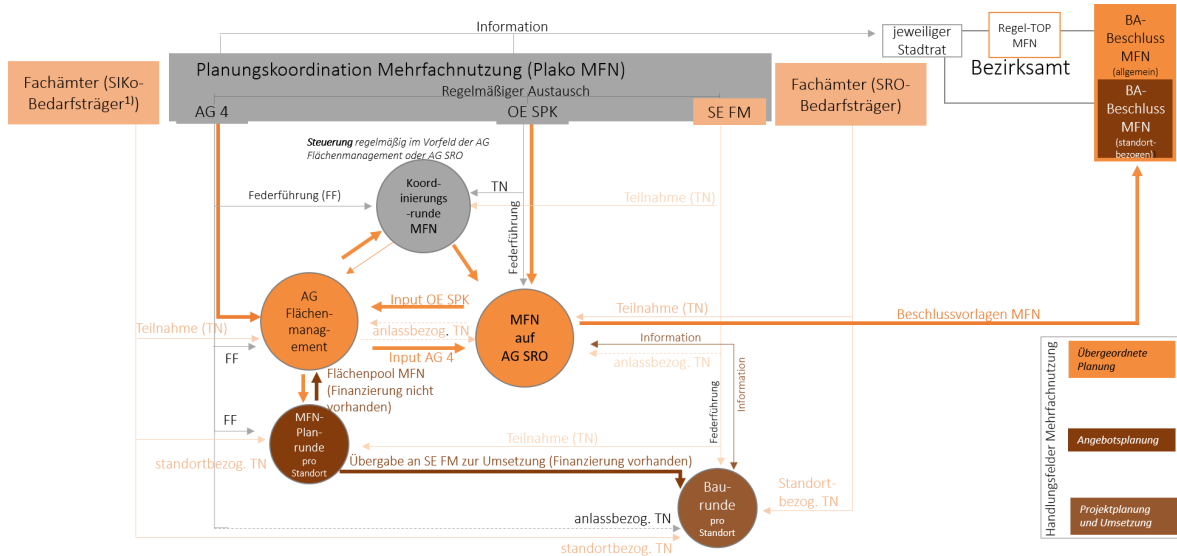 Information
jeweiliger
Stadtrat
Regel-TOP
MFN
Bezirksamt
BA-
Beschluss
MFN
(allgemein)
BA-
Beschluss
MFN
(standort-
bezogen)
Fachämter (SIKo-
Bedarfsträger¹⁾)
Planungskoordination Mehrfachnutzung (Plako MFN)
Regelmäßiger Austausch
AG 4
OE SPK
SE FM
Fachämter (SRO-
Bedarfsträger)
Steuerung regelmäßig im Vorfeld der AG
Flächenmanagement oder AG SRO
Koord-
inierungs
-runde
MFN
Federführung (FF)
TN
Teilnahme (TN)
Federführung
AG
Flächen-
manag-
ement
Input OE SPK
anlassbezog. TN
Input AG 4
MFN
auf
AG SRO
Teilnahme (TN)
Beschlussvorlagen MFN
Information
anlassbezog. TN
Information
Federführung
Teilnahme (TN)
FF
Flächenpool MFN
(Finanzierung nicht
vorhanden)
FF
MFN-
Plan-
runde
pro
Standort
standortbezog. TN
Teilnahme (TN)
Übergabe an SE FM zur Umsetzung (Finanzierung vorhanden)
Bau-
runde
pro
Standort
Standort-
bezog. TN
anlassbezog. TN
standortbezog. TN
Handlungsfelder Mehrfachnutzung
Übergeordnete
Planung
Angebotsplanung
Projektplanung
und Umsetzung